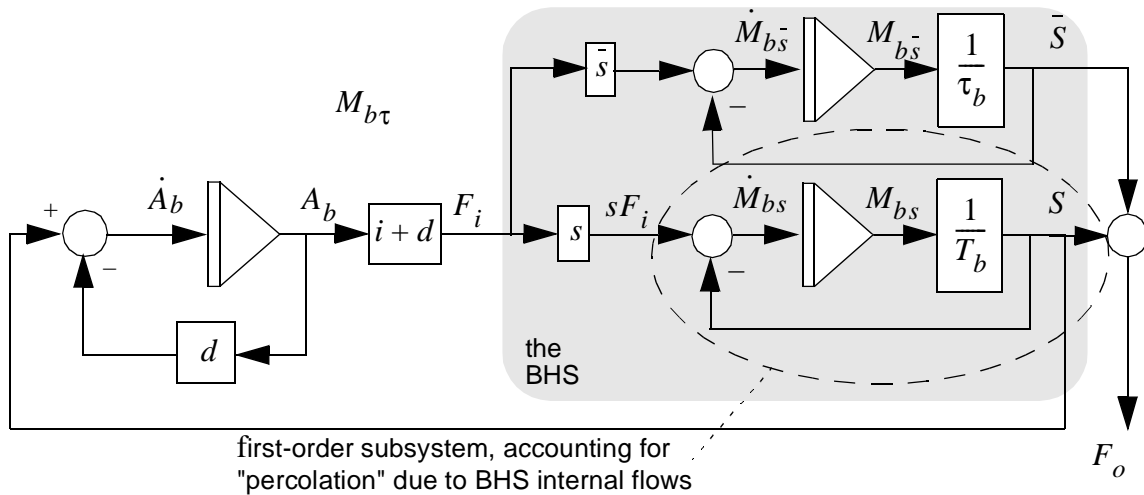 Ṁ_{bs̄} M_{bs̄} S̄
s̄ − 1/τ_b
M_{bτ}
+ Ȧ_b A_b i + d F_i s sF_i Ṁ_{bs} M_{bs} 1/T_b S
− −
d
the
BHS
first-order subsystem, accounting for
"percolation" due to BHS internal flows
F_o